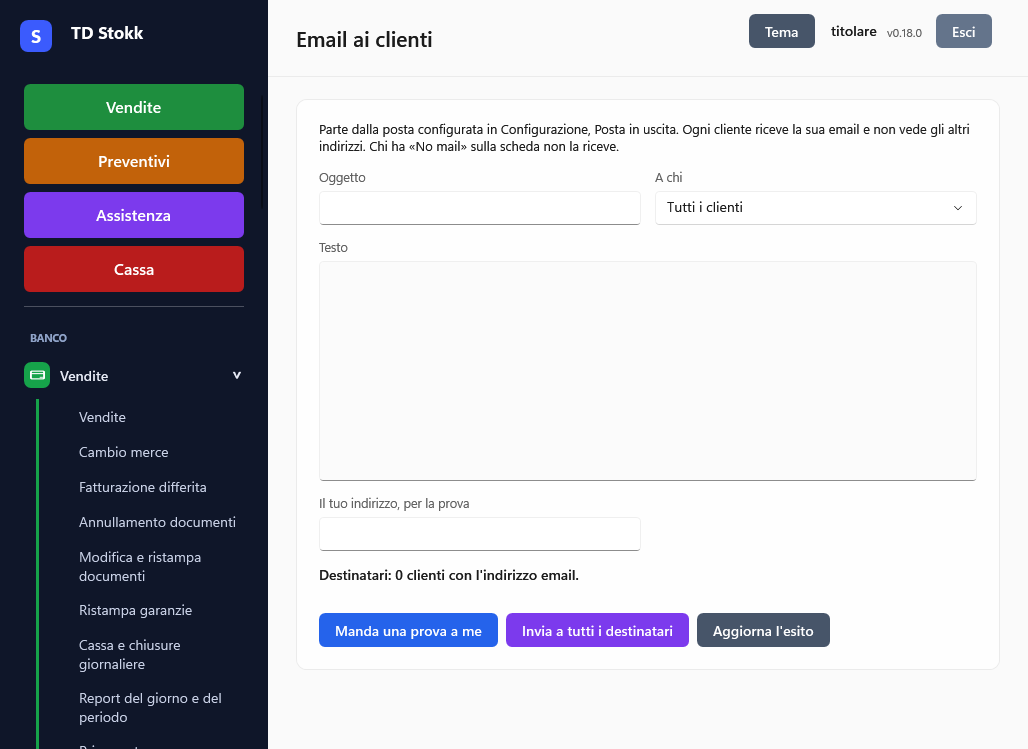 S
TD Stokk
Vendite
Preventivi
Assistenza
Cassa
BANCO
Vendite
Vendite
Cambio merce
Fatturazione differita
Annullamento documenti
Modifica e ristampa
documenti
Ristampa garanzie
Cassa e chiusure
giornaliere
Report del giorno e del
periodo
Email ai clienti
Tema
titolare
v0.18.0
Esci
Parte dalla posta configurata in Configurazione, Posta in uscita. Ogni cliente riceve la sua email e non vede gli altri
indirizzi. Chi ha «No mail» sulla scheda non la riceve.
Oggetto
A chi
Tutti i clienti
Testo
Il tuo indirizzo, per la prova
Destinatari: 0 clienti con l'indirizzo email.
Manda una prova a me
Invia a tutti i destinatari
Aggiorna l'esito